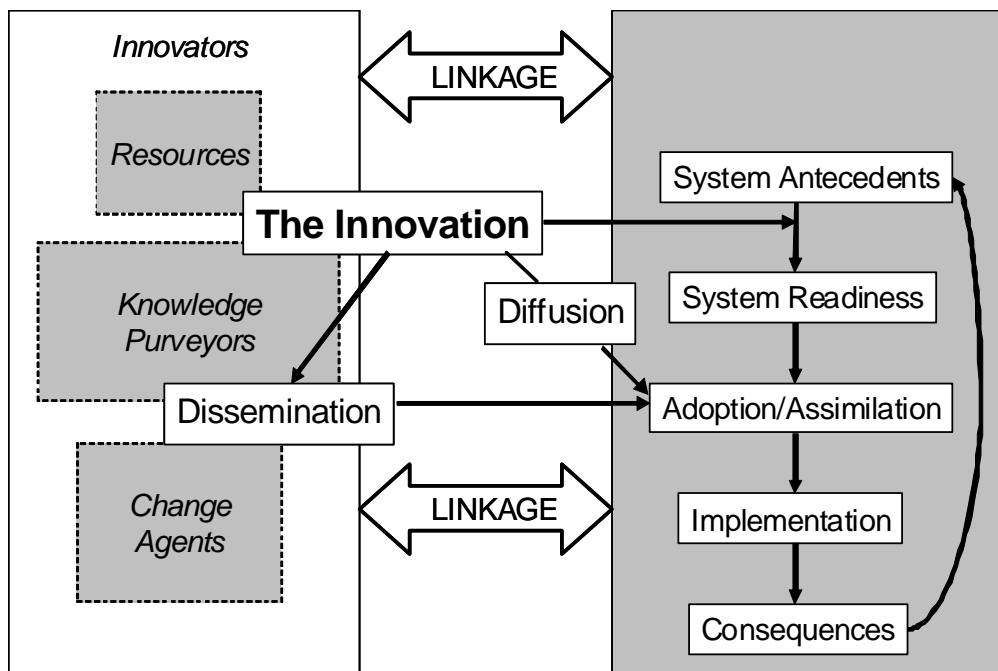 Innovators
LINKAGE
Resources
System Antecedents
The Innovation
Knowledge
Purveyors
Diffusion
System Readiness
Dissemination
Adoption/Assimilation
Change
Agents
LINKAGE
Implementation
Consequences